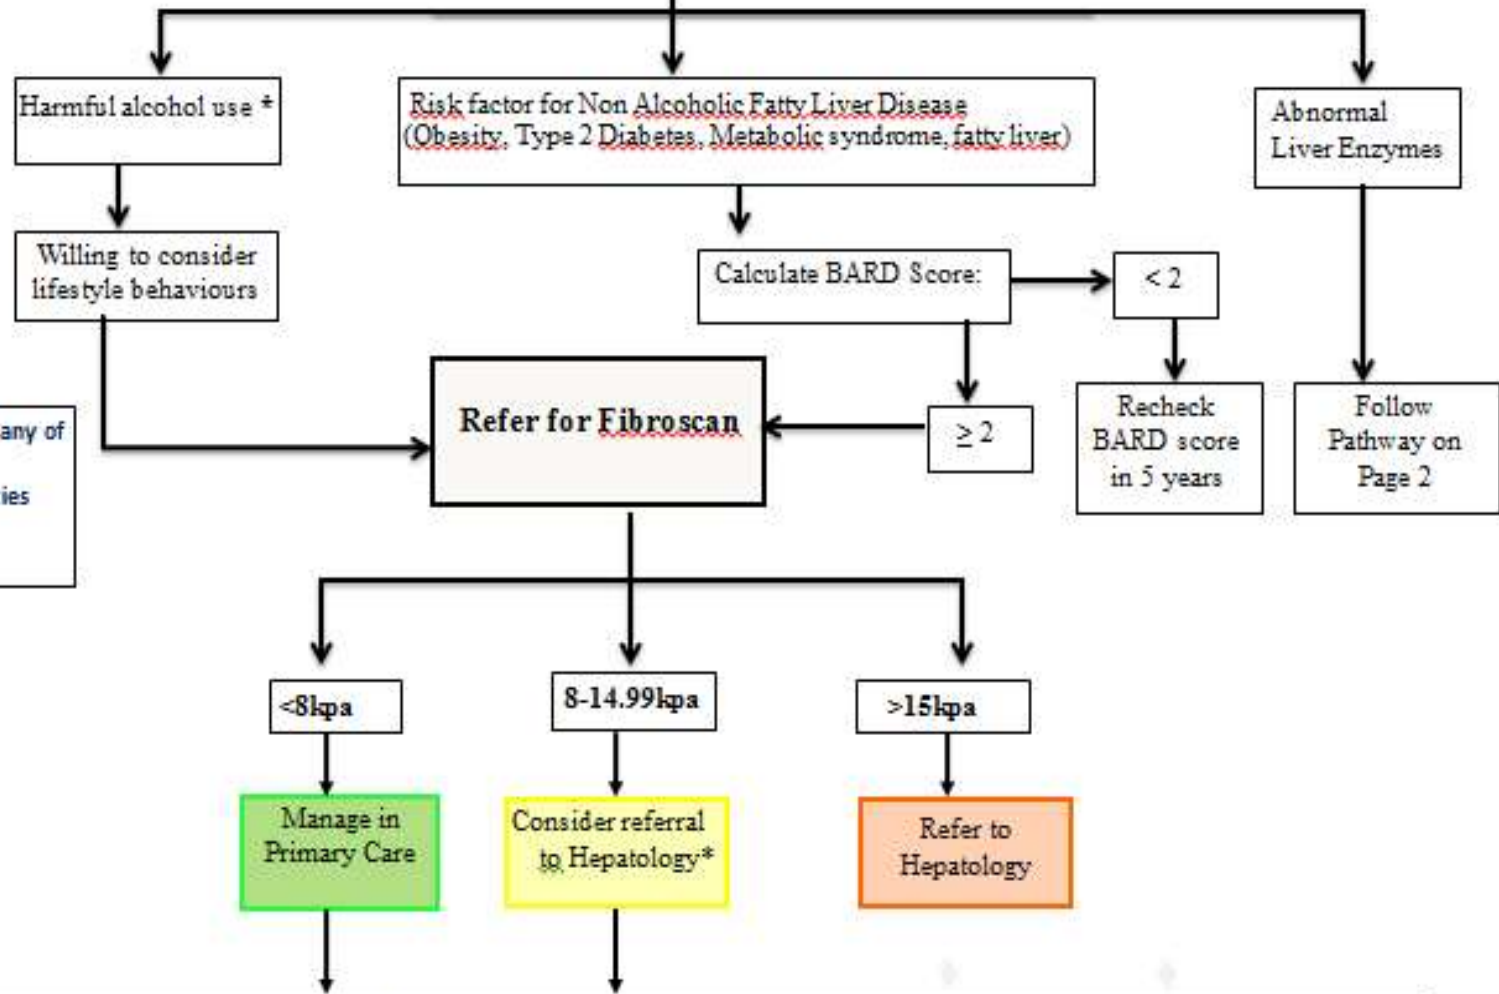 Harmful alcohol use *
Risk factor for Non Alcoholic Fatty Liver Disease
(Obesity, Type 2 Diabetes, Metabolic syndrome, fatty liver)
Abnormal
Liver Enzymes
Willing to consider
lifestyle behaviours
Calculate BARD Score:
< 2
any of
ies
Refer for Fibroscan
≥ 2
Recheck
BARD score
in 5 years
Follow
Pathway on
Page 2
<8kpa
8-14.99kpa
>15kpa
Manage in
Primary Care
Consider referral
to Hepatology*
Refer to
Hepatology